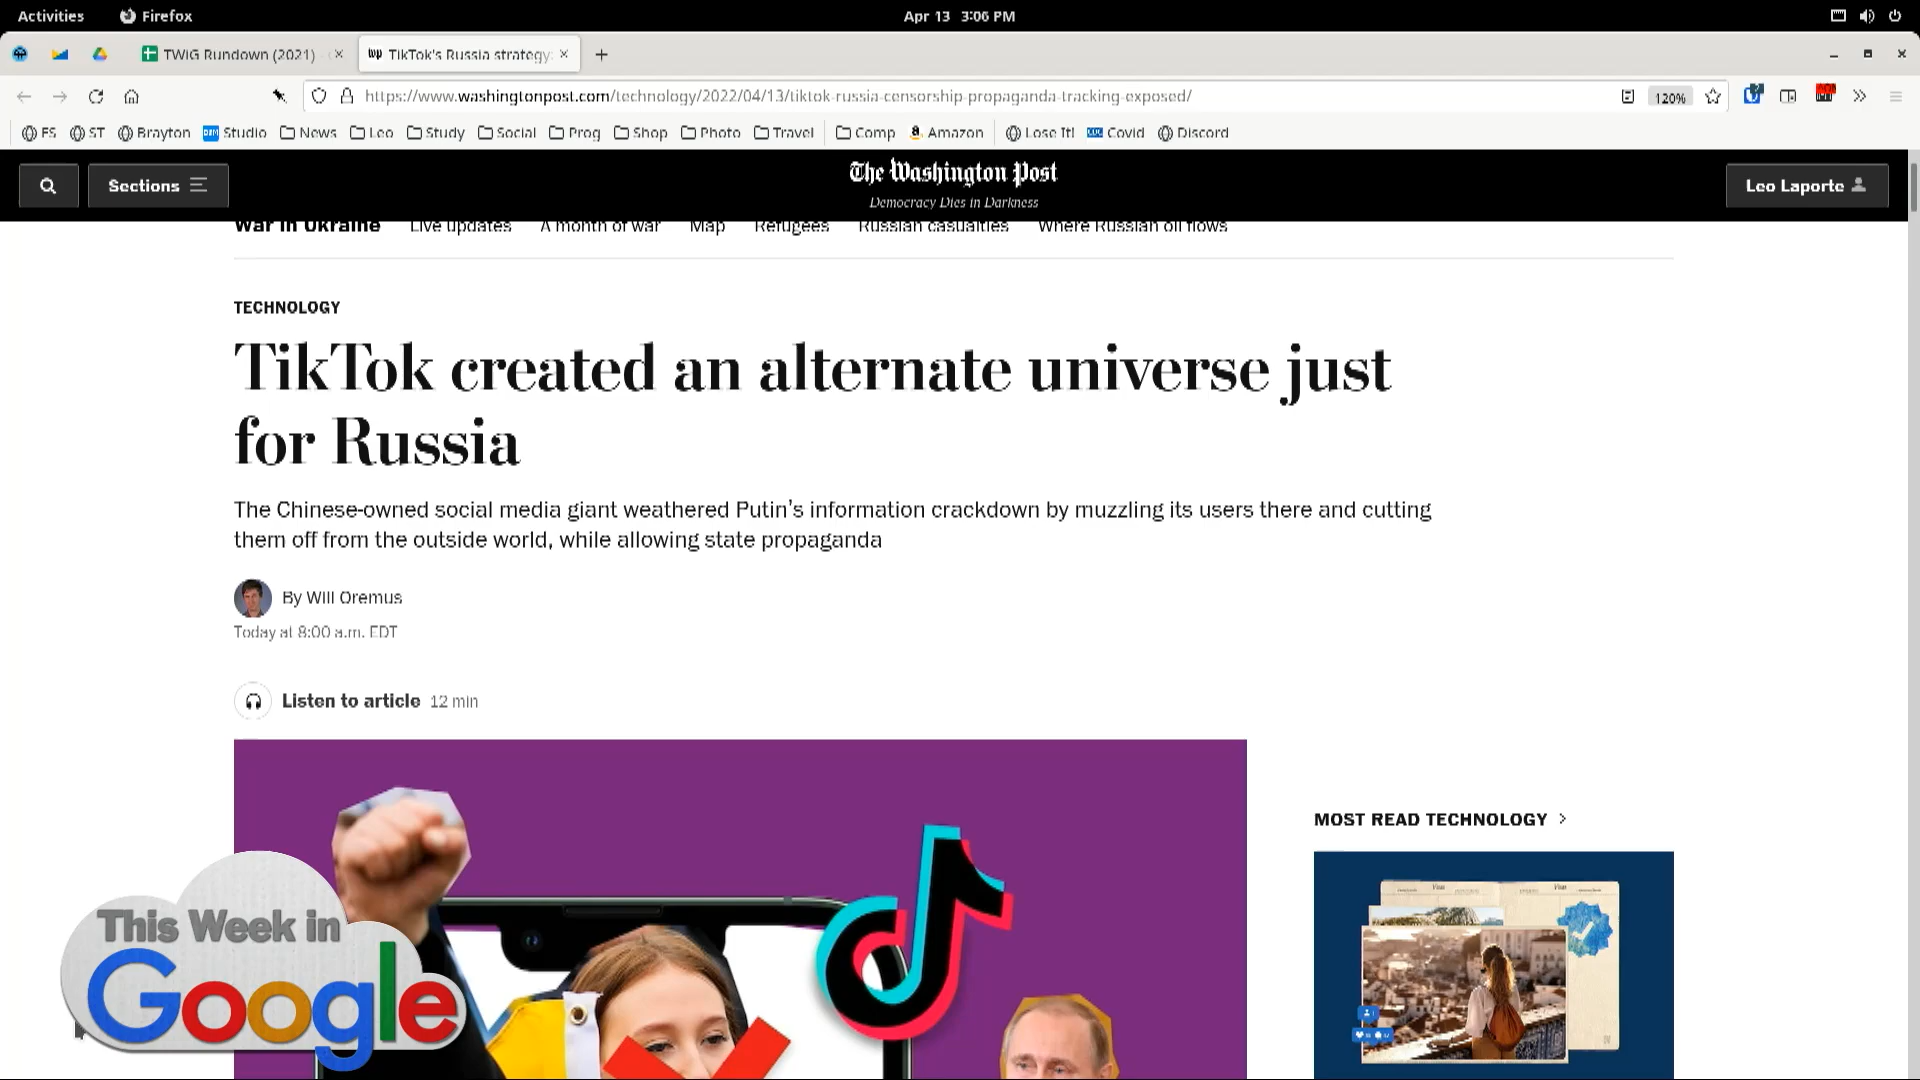 Activities Firefox Apr 13 3:06 PM
TWiG Rundown (2021) TikTok's Russia strategy:
https://www.washingtonpost.com/technology/2022/04/13/tiktok-russia-censorship-propaganda-tracking-exposed/ 120%
FS ST Brayton Studio News Leo Study Social Prog Shop Photo Travel Comp Amazon Lose It! Covid Discord
Sections The Washington Post Leo Laporte
Democracy Dies in Darkness
War in Ukraine Live updates A month of war Map Refugees Russian casualties Where Russian oil flows
TECHNOLOGY
TikTok created an alternate universe just
for Russia
The Chinese-owned social media giant weathered Putin's information crackdown by muzzling its users there and cutting
them off from the outside world, while allowing state propaganda
By Will Oremus
Today at 8:00 a.m. EDT
Listen to article 12 min
MOST READ TECHNOLOGY
This Week in
Google